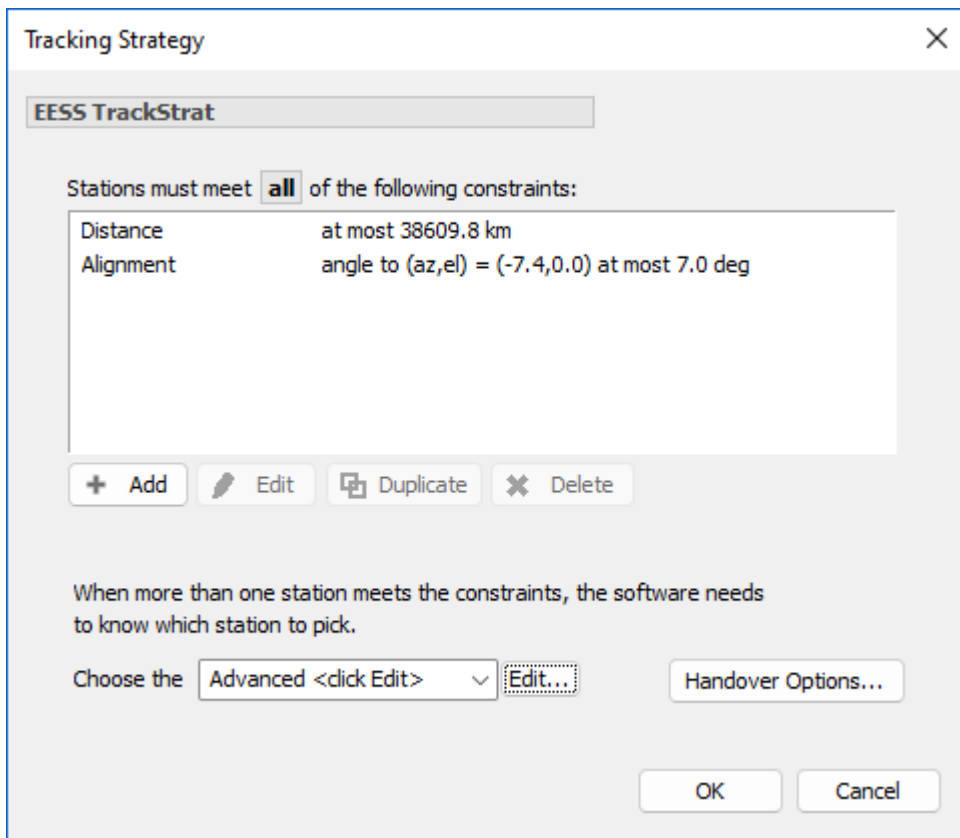 Tracking Strategy
EESS TrackStrat
Stations must meet all of the following constraints:
Distance at most 38609.8 km
Alignment angle to (az,el) = (-7.4,0.0) at most 7.0 deg
Add Edit Duplicate Delete
When more than one station meets the constraints, the software needs
to know which station to pick.
Choose the Advanced <click Edit> Edit... Handover Options...
OK Cancel